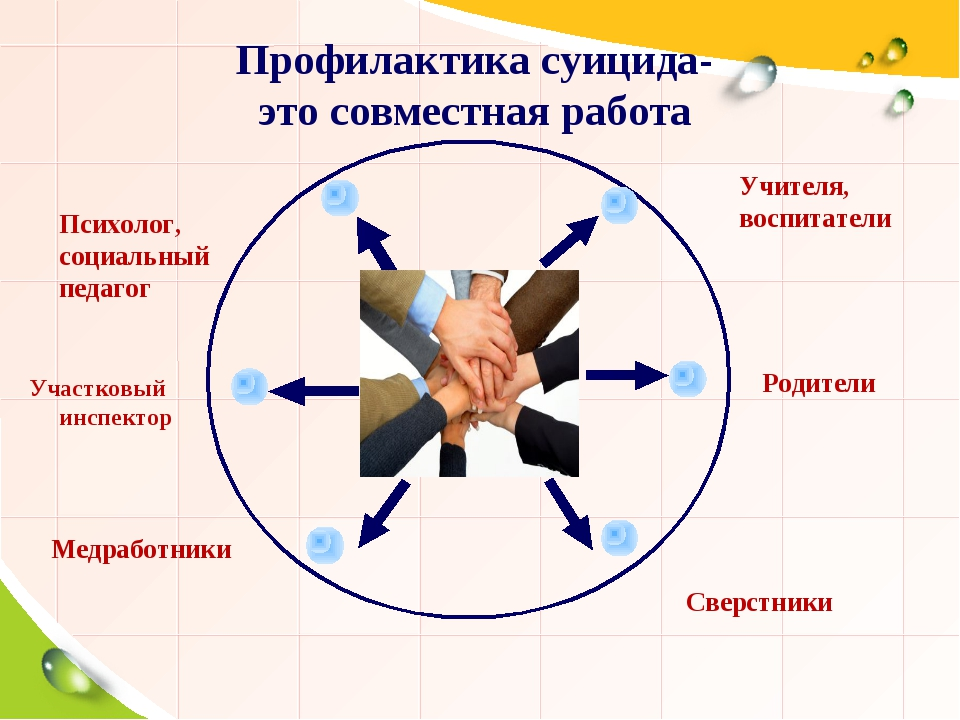 Профилактика суицида-
это совместная работа
Учителя,
воспитатели
Психолог,
социальный
педагог
Участковый
инспектор
Родители
Медработники
Сверстники